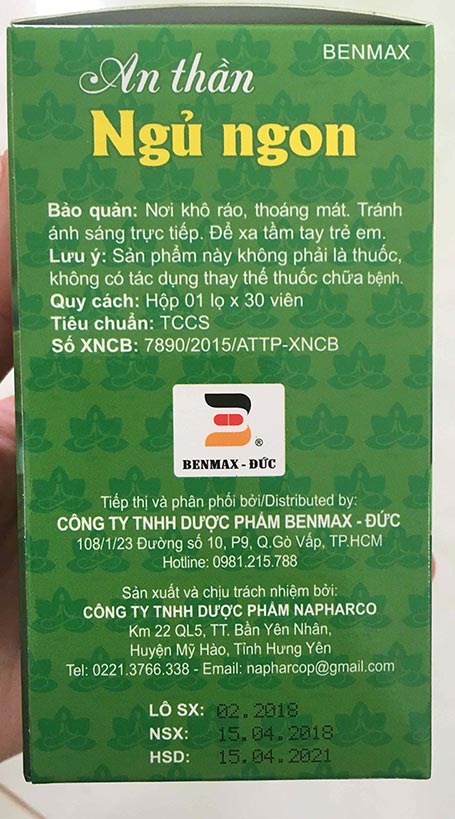 BENMAX
An thần
Ngủ ngon
Bảo quản: Nơi khô ráo, thoáng mát. Tránh
ánh sáng trực tiếp. Để xa tầm tay trẻ em.
Lưu ý: Sản phẩm này không phải là thuốc,
không có tác dụng thay thế thuốc chữa bệnh.
Quy cách: Hộp 01 lọ x 30 viên
Tiêu chuẩn: TCCS
Số XNCB: 7890/2015/ATTP-XNCB
®
BENMAX - ĐỨC
Tiếp thị và phân phối bởi/Distributed by:
CÔNG TY TNHH DƯỢC PHẨM BENMAX - ĐỨC
108/1/23 Đường số 10, P9, Q.Gò Vấp, TP.HCM
Hotline: 0981.215.788
Sản xuất và chịu trách nhiệm bởi:
CÔNG TY TNHH DƯỢC PHẨM NAPHARCO
Km 22 QL5, TT. Bần Yên Nhân,
Huyện Mỹ Hào, Tỉnh Hưng Yên
Tel: 0221.3766.338 - Email: napharcop@gmail.com
LÔ SX: 02.2018
NSX: 15.04.2018
HSD: 15.04.2021